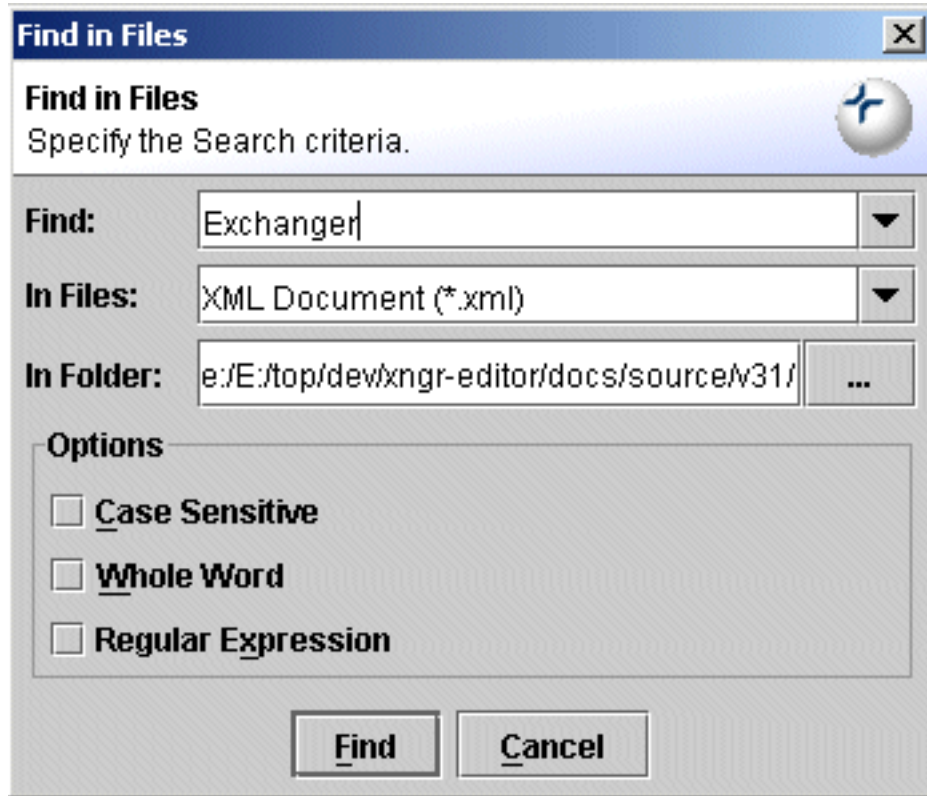 Find in Files
Find in Files
Specify the Search criteria.
Find: Exchanger
In Files: XML Document (*.xml)
In Folder: e:/E:/top/dev/xngr-editor/docs/source/v31/ ...
Options
Case Sensitive
Whole Word
Regular Expression
Find Cancel